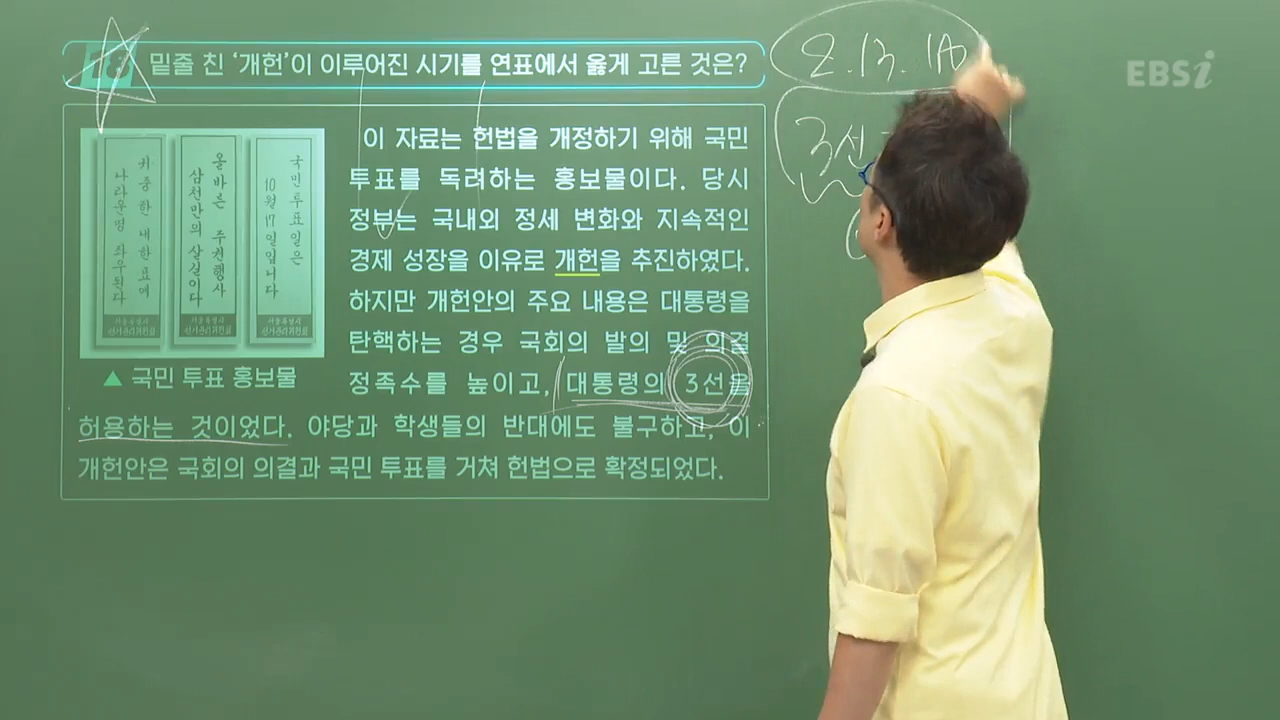 밑줄 친 ‘개헌’이 이루어진 시기를 연표에서 옳게 고른 것은?
EBSi
이 자료는 헌법을 개정하기 위해 국민
투표를 독려하는 홍보물이다. 당시
정부는 국내외 정세 변화와 지속적인
경제 성장을 이유로 개헌을 추진하였다.
하지만 개헌안의 주요 내용은 대통령을
탄핵하는 경우 국회의 발의 및 의결
정족수를 높이고, 대통령의 3선을
허용하는 것이었다. 야당과 학생들의 반대에도 불구하고, 이
개헌안은 국회의 의결과 국민 투표를 거쳐 헌법으로 확정되었다.
국민투표일은
10월17일입니다
올바른 주권행사
삼천만의 살길이다
귀중한 내한표에
나라운명 좌우된다
▲ 국민 투표 홍보물
3선